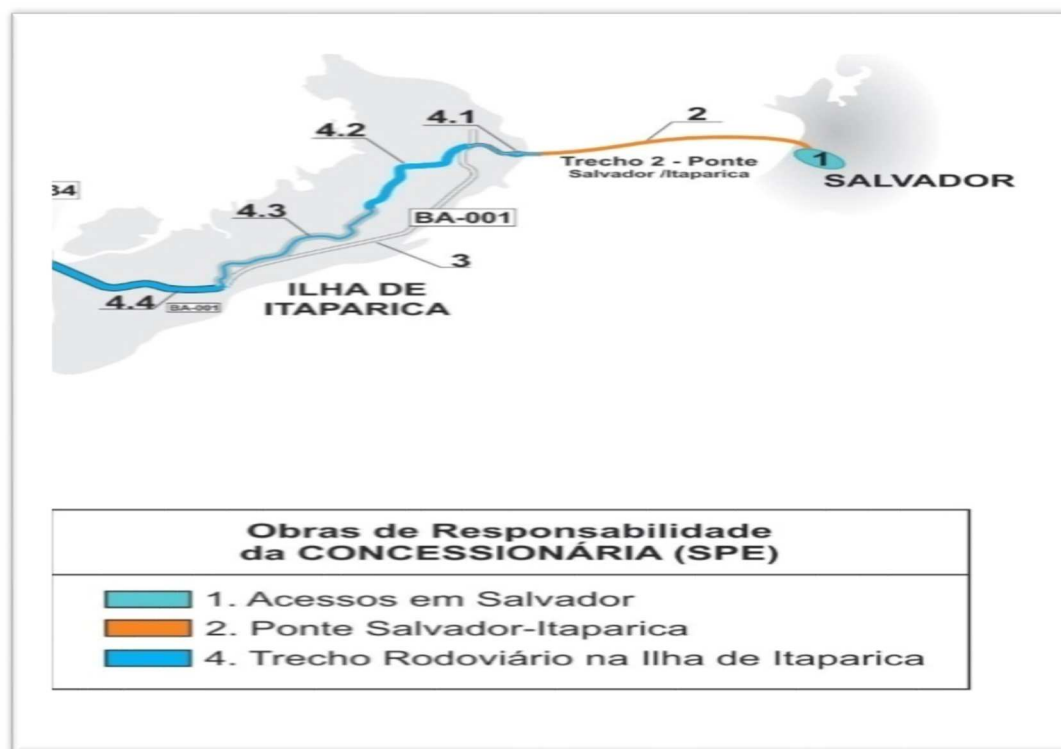 4.1
2
4.2
Trecho 2 - Ponte
Salvador /Itaparica
1
SALVADOR
34
4.3
BA-001
3
ILHA DE
ITAPARICA
4.4
BA-001
Obras de Responsabilidade
da CONCESSIONÁRIA (SPE)
1. Acessos em Salvador
2. Ponte Salvador-Itaparica
4. Trecho Rodoviário na Ilha de Itaparica